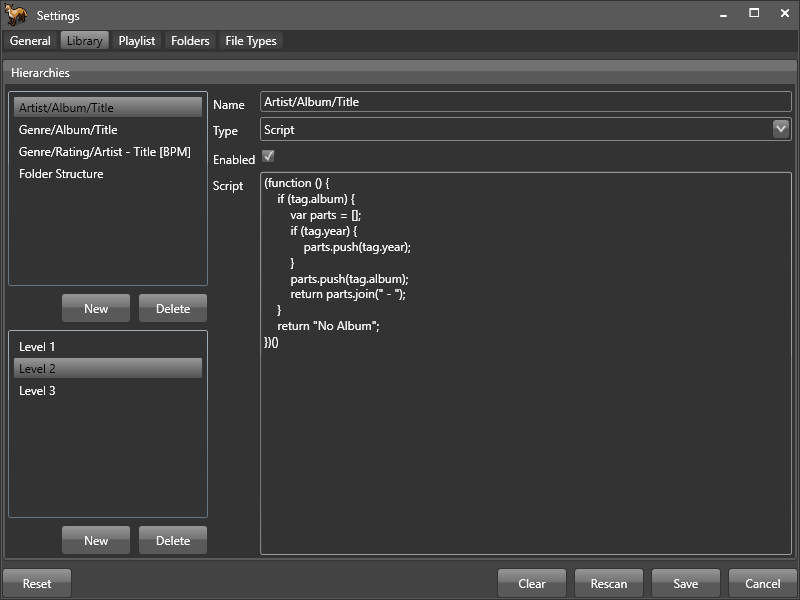 Settings
General Library Playlist Folders File Types
Hierarchies
Artist/Album/Title
Genre/Album/Title
Genre/Rating/Artist - Title [BPM]
Folder Structure
New Delete
Level 1
Level 2
Level 3
New Delete
Name Artist/Album/Title
Type Script
Enabled
Script
(function () {
    if (tag.album) {
        var parts = [];
        if (tag.year) {
            parts.push(tag.year);
        }
        parts.push(tag.album);
        return parts.join(" - ");
    }
    return "No Album";
})()
Reset Clear Rescan Save Cancel